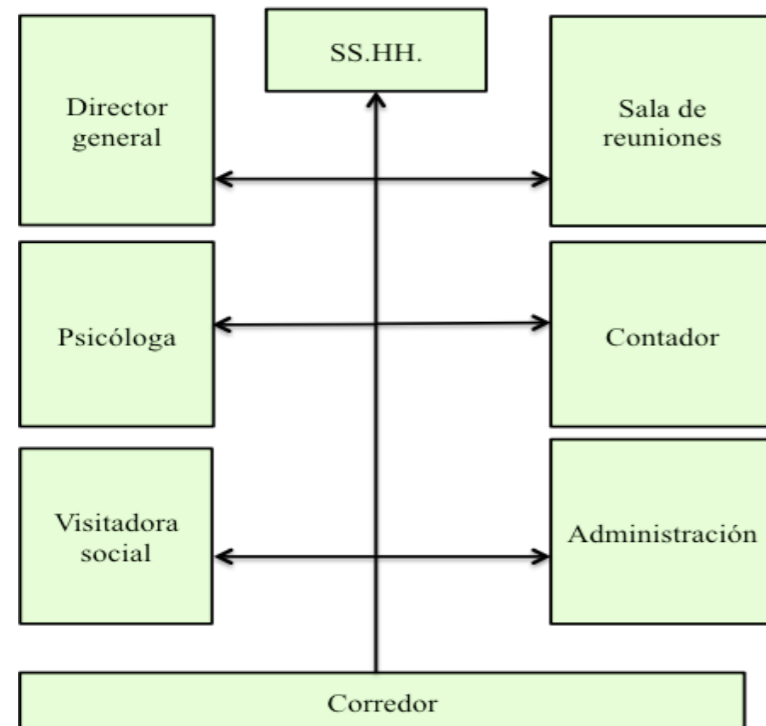 SS.HH.
Director
general
Sala de
reuniones
Psicóloga
Contador
Visitadora
social
Administración
Corredor